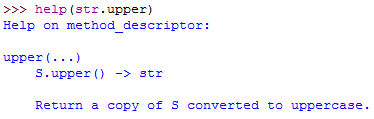 >>> help(str.upper)
Help on method_descriptor:

upper(...)
    S.upper() -> str

    Return a copy of S converted to uppercase.